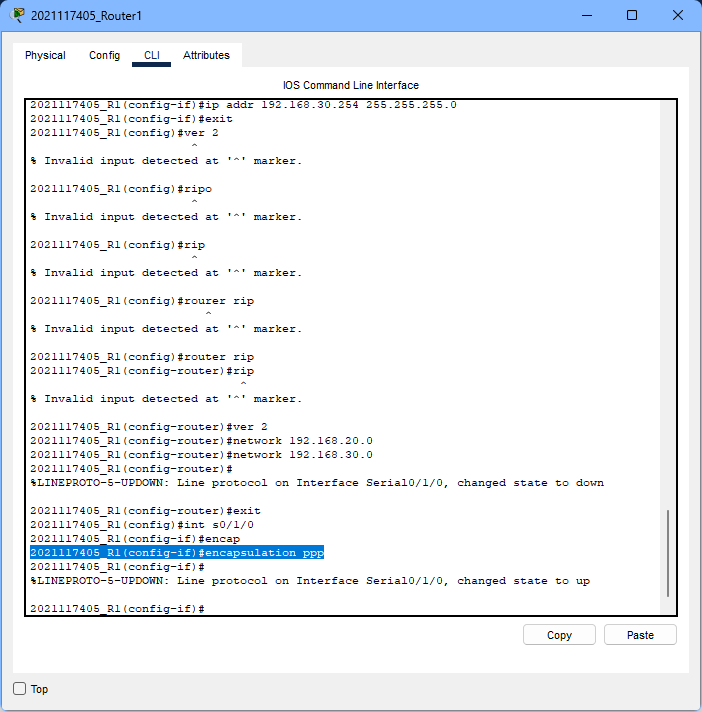 2021117405_Router1
Physical Config CLI Attributes
IOS Command Line Interface
2021117405_R1(config-if)#ip addr 192.168.30.254 255.255.255.0
2021117405_R1(config-if)#exit
2021117405_R1(config)#ver 2
^
% Invalid input detected at '^' marker.
2021117405_R1(config)#ripo
^
% Invalid input detected at '^' marker.
2021117405_R1(config)#rip
^
% Invalid input detected at '^' marker.
2021117405_R1(config)#rourer rip
^
% Invalid input detected at '^' marker.
2021117405_R1(config)#router rip
2021117405_R1(config-router)#rip
^
% Invalid input detected at '^' marker.
2021117405_R1(config-router)#ver 2
2021117405_R1(config-router)#network 192.168.20.0
2021117405_R1(config-router)#network 192.168.30.0
2021117405_R1(config-router)#
%LINEPROTO-5-UPDOWN: Line protocol on Interface Serial0/1/0, changed state to down
2021117405_R1(config-router)#exit
2021117405_R1(config)#int s0/1/0
2021117405_R1(config-if)#encap
2021117405_R1(config-if)#encapsulation ppp
2021117405_R1(config-if)#
%LINEPROTO-5-UPDOWN: Line protocol on Interface Serial0/1/0, changed state to up
2021117405_R1(config-if)#
Copy Paste
Top